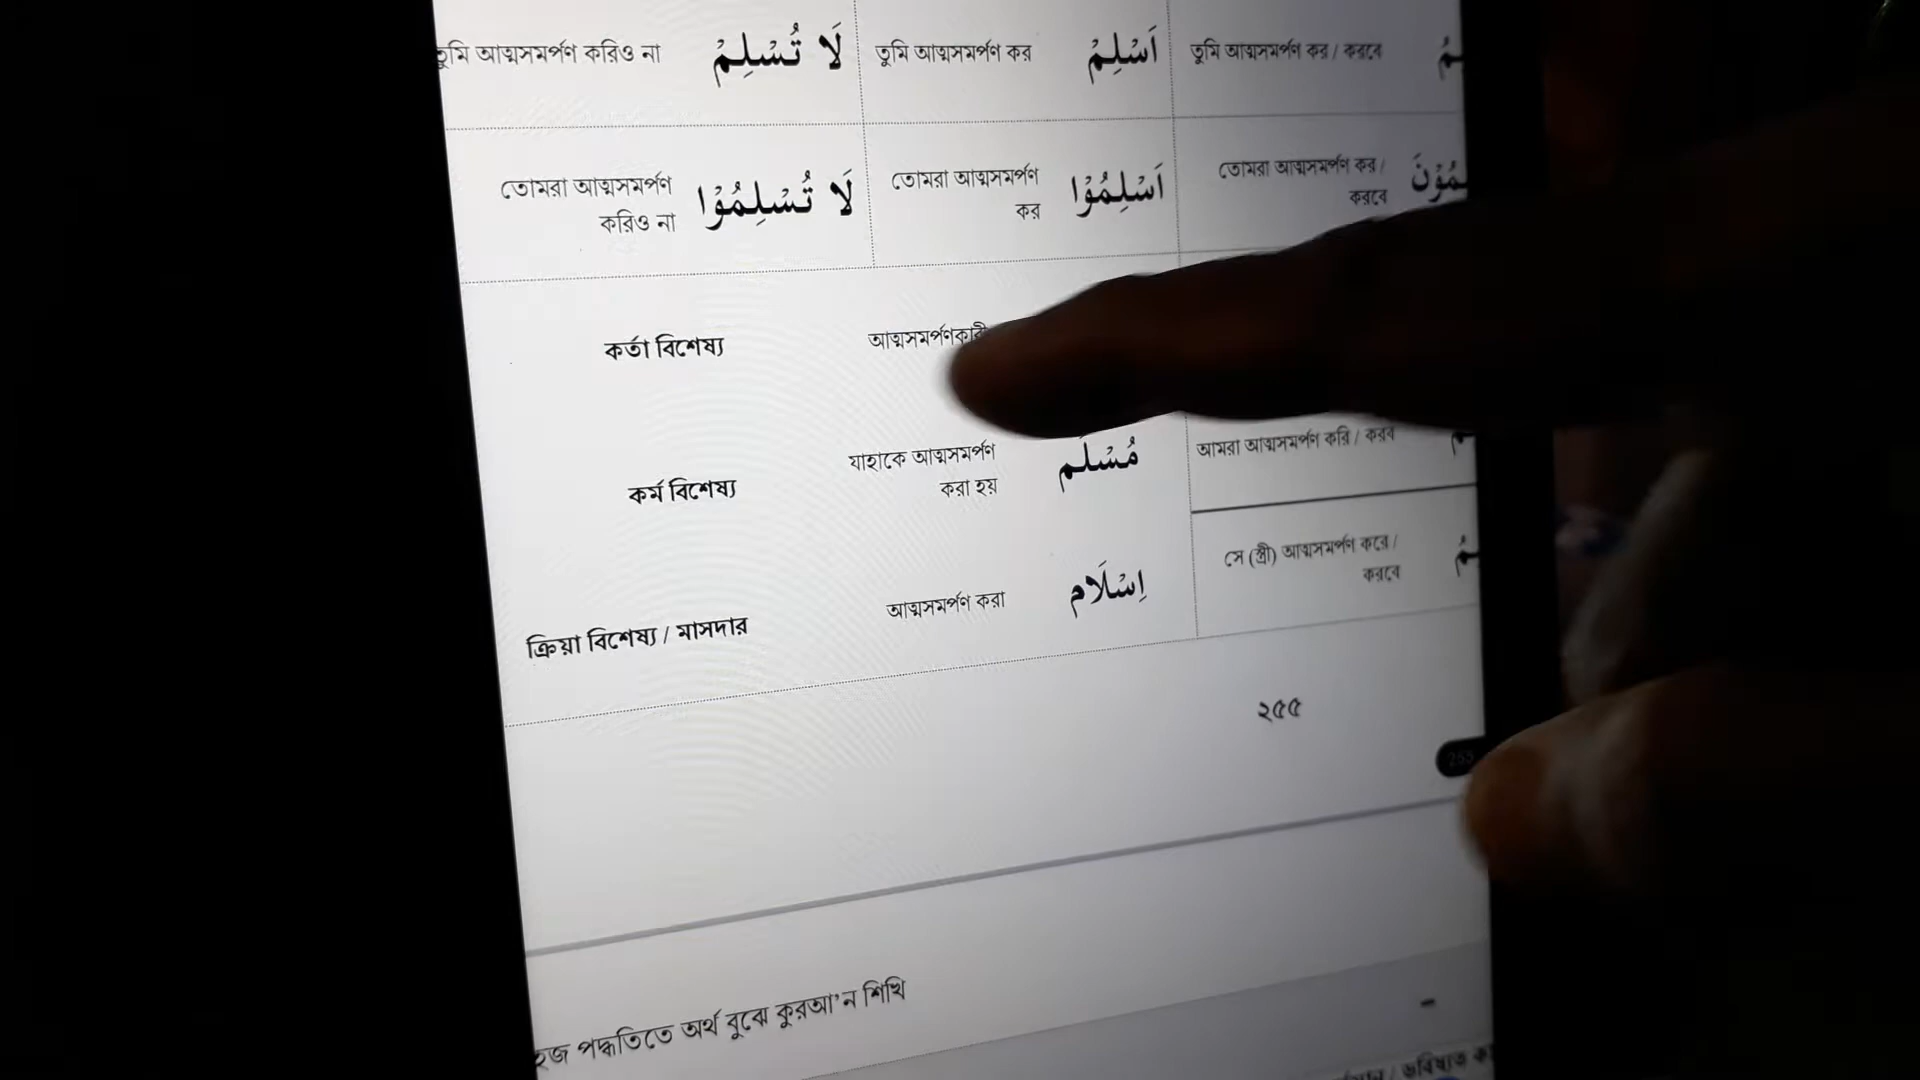 তুমি আত্মসমর্পণ করিও না لَا تُسْلِمْ তুমি আত্মসমর্পণ কর اَسْلِمْ তুমি আত্মসমর্পণ কর / করবে
তোমরা আত্মসমর্পণ
করিও না لَا تُسْلِمُوْا
তোমরা আত্মসমর্পণ
কর اَسْلِمُوْا
তোমরা আত্মসমর্পণ কর /
করবে
কর্তা বিশেষ্য আত্মসমর্পণকারী
আমরা আত্মসমর্পণ করি / করব
কর্ম বিশেষ্য
যাহাকে আত্মসমর্পণ
করা হয় مُسْلَم
সে (স্ত্রী) আত্মসমর্পণ করে /
করবে
ক্রিয়া বিশেষ্য / মাসদার আত্মসমর্পণ করা اِسْلَام
২৫৫
255
হজ পদ্ধতিতে অর্থ বুঝে কুরআ'ন শিখি